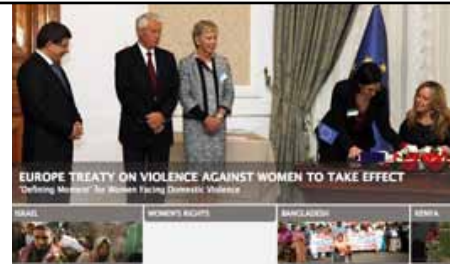 EUROPE TREATY ON VIOLENCE AGAINST WOMEN TO TAKE EFFECT
'Defining Moment' for Women Facing Domestic Violence
ISRAEL
WOMEN'S RIGHTS
BANGLADESH
KENYA